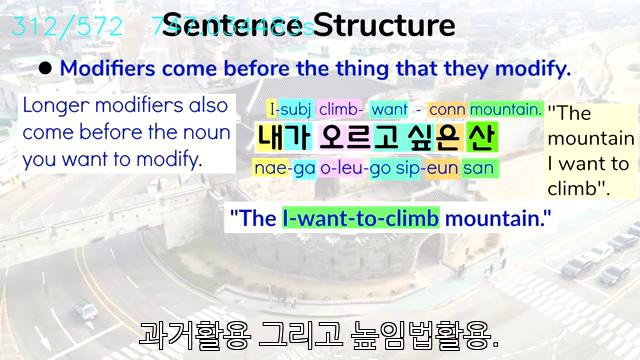 312/572
Sentence Structure
● Modifiers come before the thing that they modify.
Longer modifiers also
come before the noun
you want to modify.
I-subj climb- want - conn mountain.
내가 오르고 싶은 산
nae-ga o-leu-go sip-eun san
"The
mountain
I want to
climb".
"The I-want-to-climb mountain."
과거활용 그리고 높임법활용.